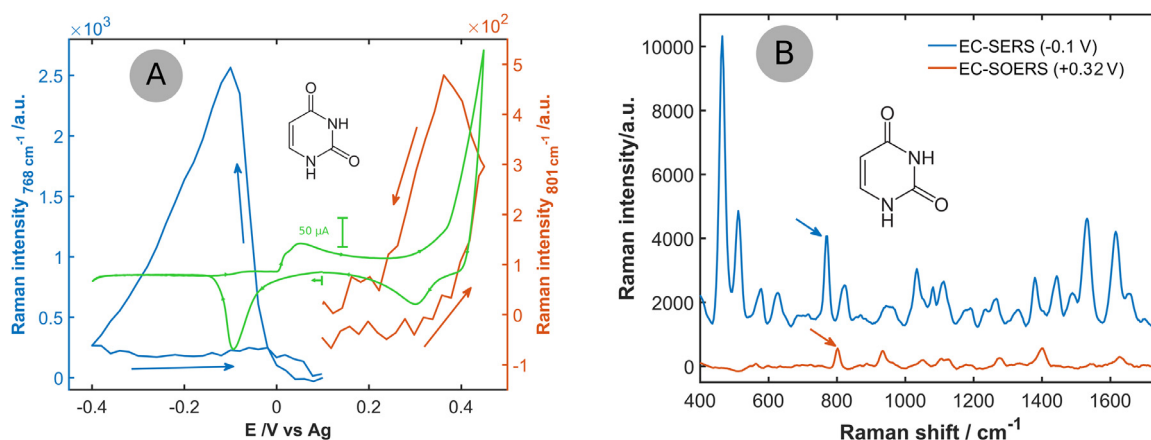 ×10³
×10²
A
2.5
2
1.5
1
0.5
0
5
4
3
2
1
0
-1
-0.4
-0.2
0
0.2
0.4
Raman intensity 768 cm⁻¹ /a.u.
Raman intensity 801 cm⁻¹ /a.u.
E /V vs Ag
50 µA
O
NH
N
H
O
B
10000
8000
6000
4000
2000
0
400
600
800
1000
1200
1400
1600
Raman intensity/a.u.
Raman shift / cm⁻¹
EC-SERS (-0.1 V)
EC-SOERS (+0.32 V)
O
NH
N
H
O